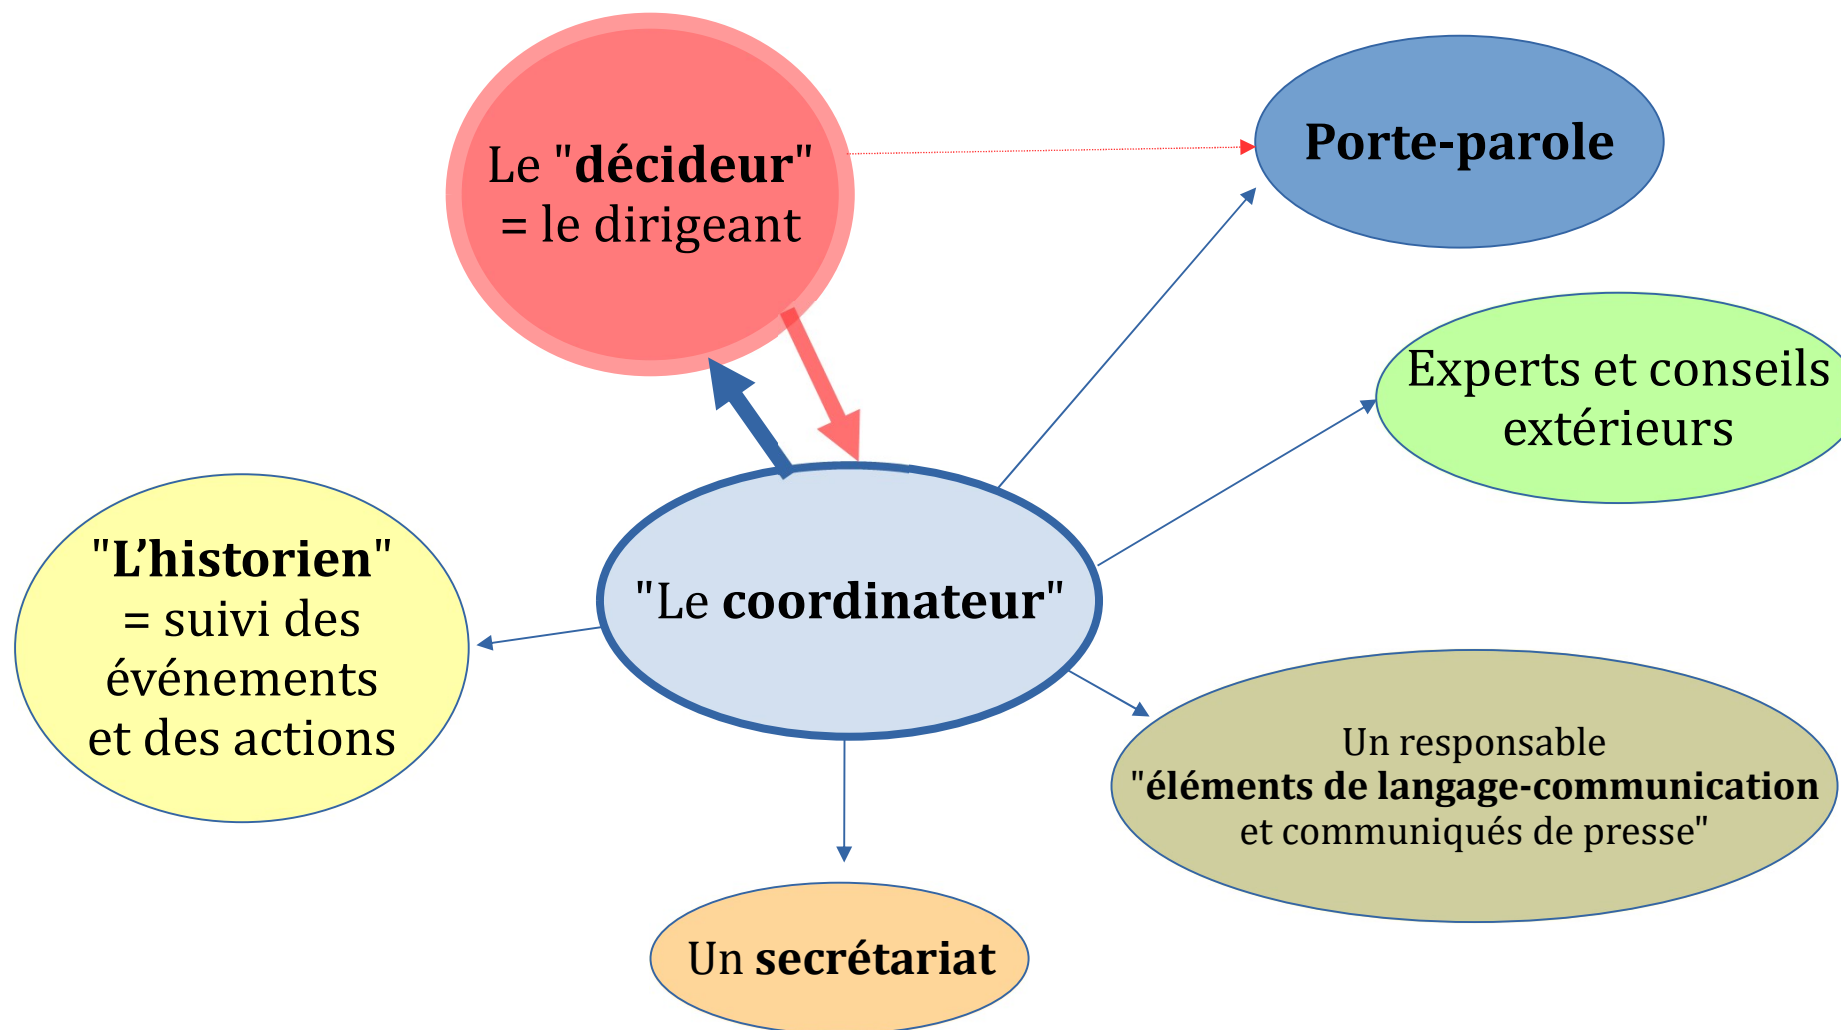 Le "décideur"
= le dirigeant
Porte-parole
Experts et conseils
extérieurs
"L’historien"
= suivi des
événements
et des actions
"Le coordinateur"
Un responsable
"éléments de langage-communication
et communiqués de presse"
Un secrétariat